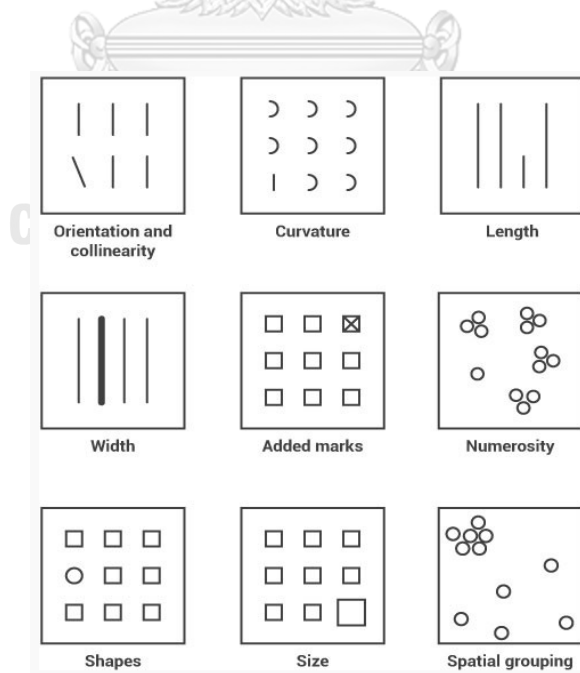 Orientation and
collinearity
Curvature
Length
Width
Added marks
Numerosity
Shapes
Size
Spatial grouping